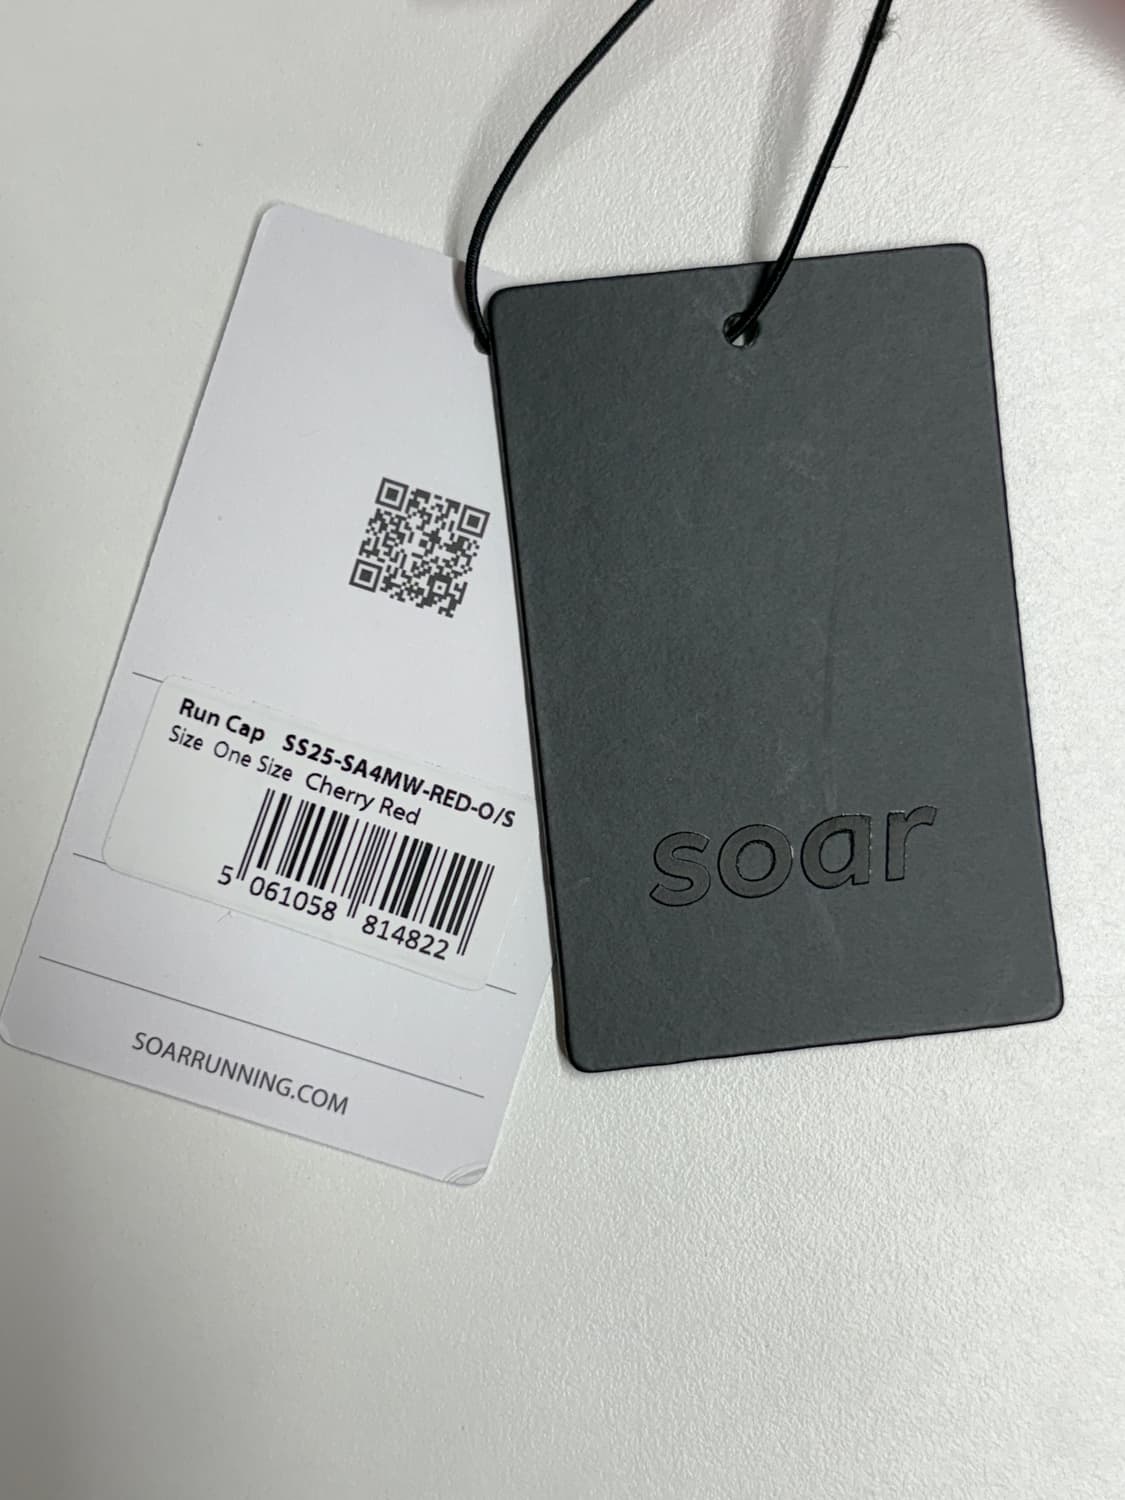 Run Cap SS25-SA4MW-RED-O/S
Size One Size Cherry Red
5 061058 814822
SOARRUNNING.COM
soar